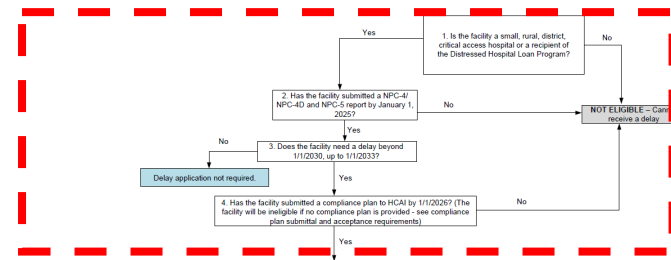 Yes
1. Is the facility a small, rural, district,
critical access hospital or a recipient of
the Distressed Hospital Loan Program?
No
2. Has the facility submitted a NPC-4/
NPC-4D and NPC-5 report by January 1,
2025?
No
NOT ELIGIBLE – Cann
receive a delay
Yes
No
3. Does the facility need a delay beyond
1/1/2030, up to 1/1/2033?
Delay application not required.
Yes
4. Has the facility submitted a compliance plan to HCAI by 1/1/2026? (The
facility will be ineligible if no compliance plan is provided - see compliance
plan submittal and acceptance requirements)
No
Yes